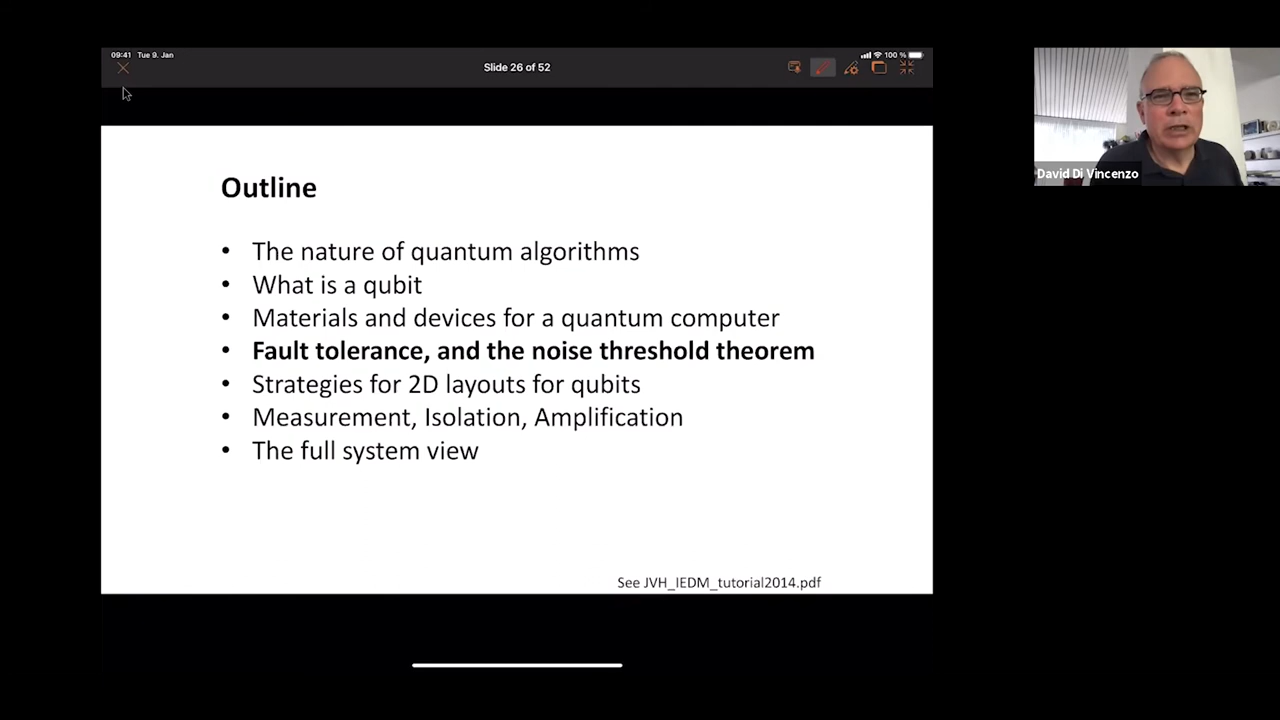 09:41 Tue 9. Jan
100 %
Slide 26 of 52
David Di Vincenzo
Outline
• The nature of quantum algorithms
• What is a qubit
• Materials and devices for a quantum computer
• Fault tolerance, and the noise threshold theorem
• Strategies for 2D layouts for qubits
• Measurement, Isolation, Amplification
• The full system view
See JVH_IEDM_tutorial2014.pdf